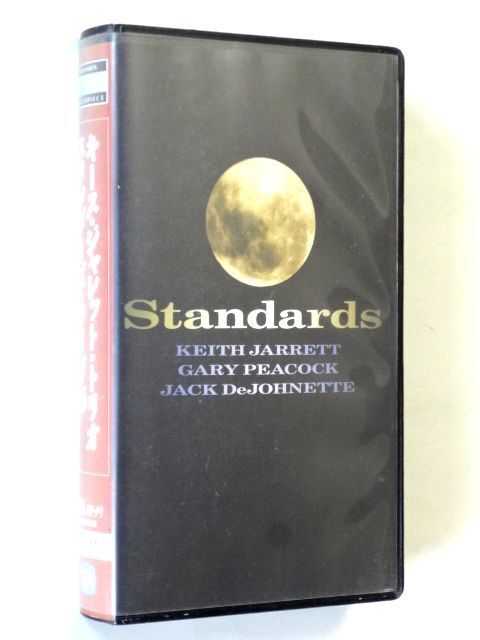 Standards
KEITH JARRETT
GARY PEACOCK
JACK DeJOHNETTE
キース・ジャレット・トリオ